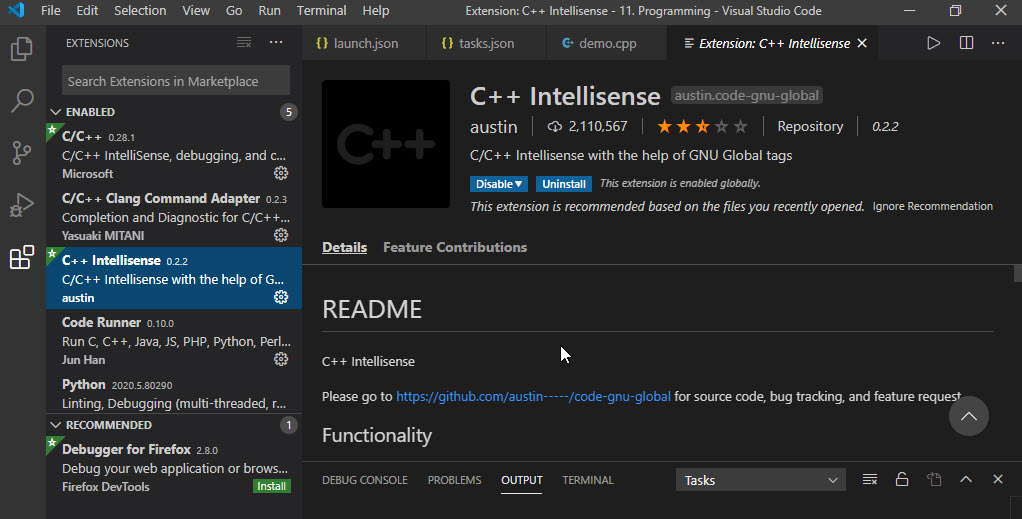 File Edit Selection View Go Run Terminal Help Extension: C++ Intellisense - 11. Programming - Visual Studio Code
EXTENSIONS
Search Extensions in Marketplace
ENABLED 5
C/C++ 0.28.1
C/C++ IntelliSense, debugging, and c...
Microsoft
C/C++ Clang Command Adapter 0.2.3
Completion and Diagnostic for C/C++...
Yasuaki MITANI
C++ Intellisense 0.2.2
C/C++ Intellisense with the help of G...
austin
Code Runner 0.10.0
Run C, C++, Java, JS, PHP, Python, Perl...
Jun Han
Python 2020.5.80290
Linting, Debugging (multi-threaded, r...
RECOMMENDED 1
Debugger for Firefox 2.8.0
Debug your web application or brows...
Firefox DevTools Install
{} launch.json {} tasks.json demo.cpp Extension: C++ Intellisense
C++
C++ Intellisense austin.code-gnu-global
austin 2,110,567 Repository 0.2.2
C/C++ Intellisense with the help of GNU Global tags
Disable Uninstall This extension is enabled globally.
This extension is recommended based on the files you recently opened. Ignore Recommendation
Details Feature Contributions
README
C++ Intellisense
Please go to https://github.com/austin-----/code-gnu-global for source code, bug tracking, and feature request
Functionality
DEBUG CONSOLE PROBLEMS OUTPUT TERMINAL Tasks